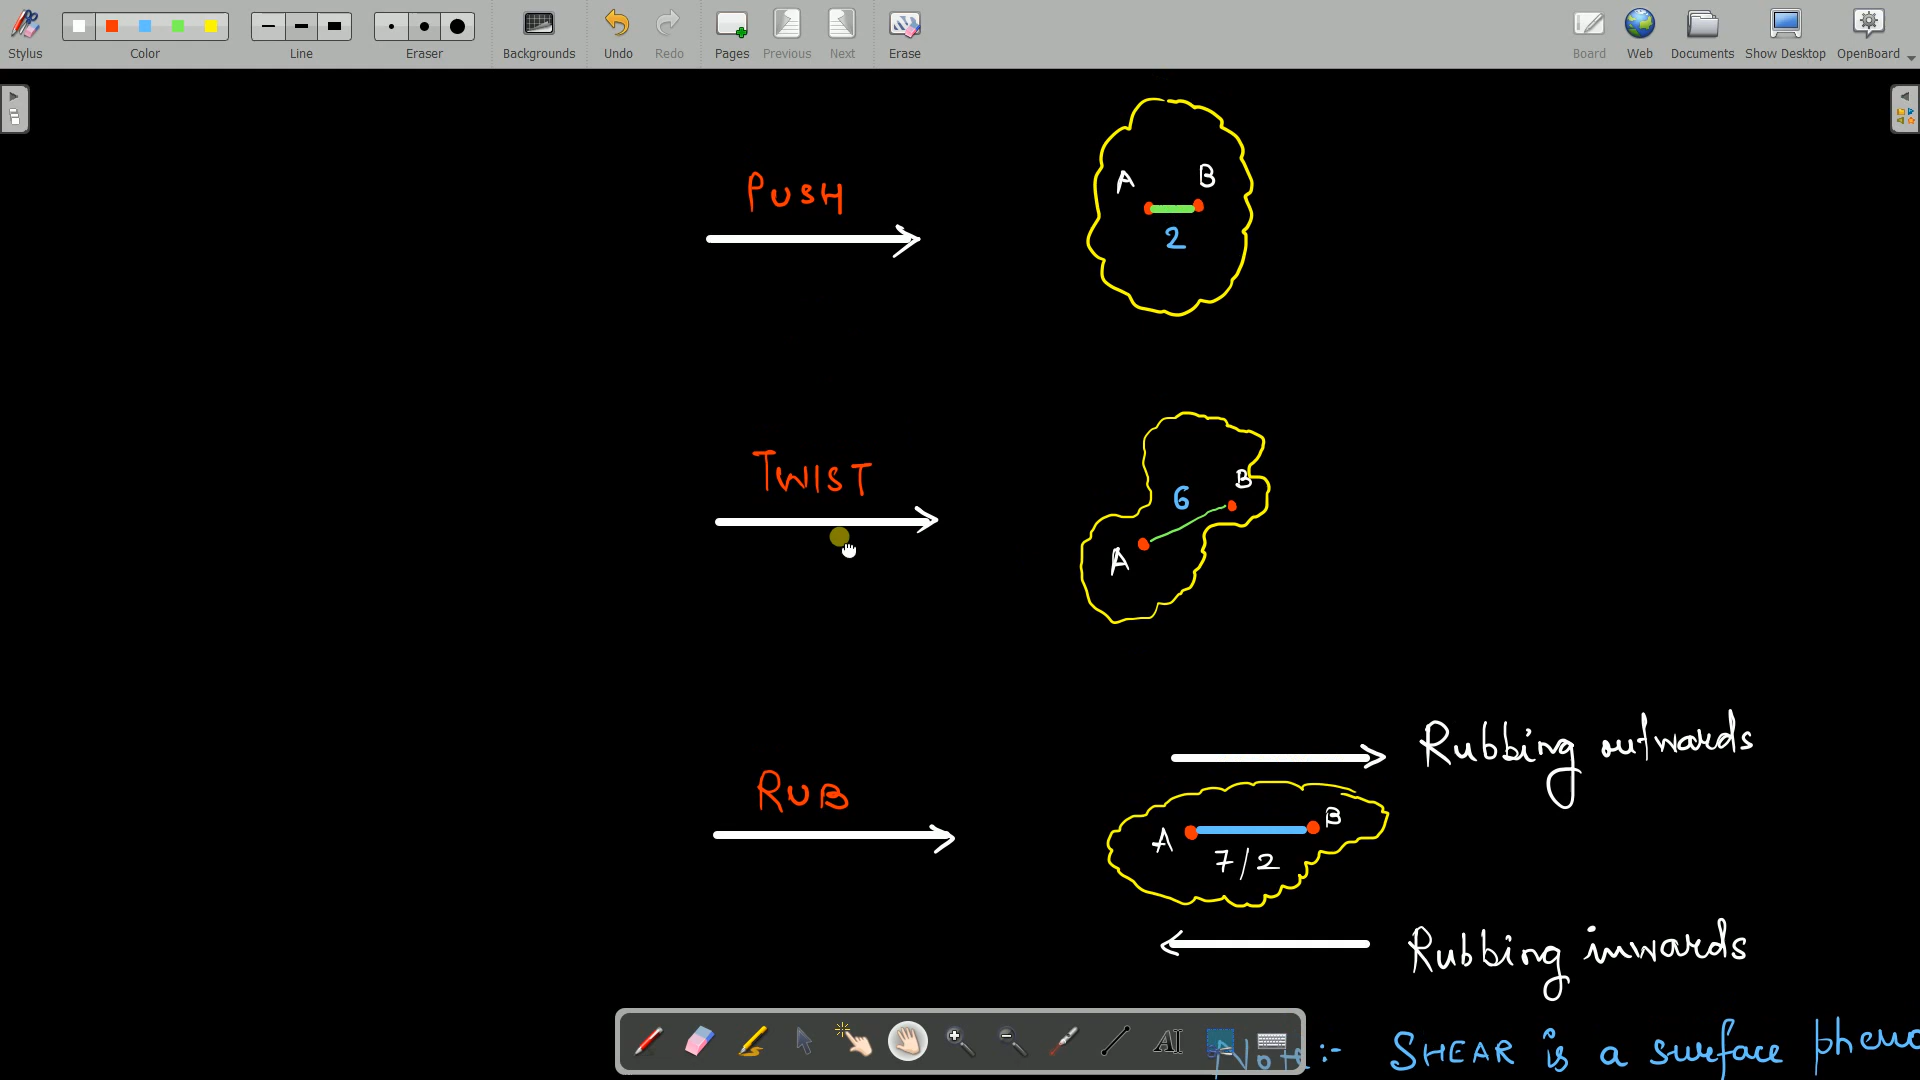 Stylus Color Line Eraser Backgrounds Undo Redo Pages Previous Next Erase Board Web Documents Show Desktop OpenBoard
PUSH
A B
2
TWIST
B
6
A
Rubbing outwards
RUB
A B
7/2
Rubbing inwards
Note :- SHEAR is a surface